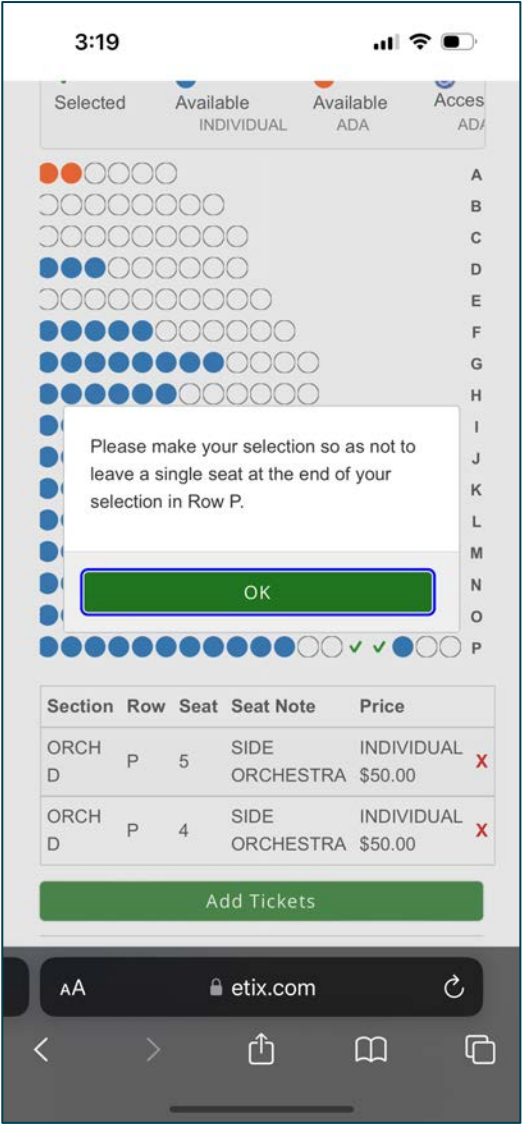 3:19
Selected Available Available Acces
INDIVIDUAL ADA ADA
A
B
C
D
E
F
G
H
I
J
K
L
M
N
O
P
Please make your selection so as not to
leave a single seat at the end of your
selection in Row P.
OK
Section Row Seat Seat Note Price
ORCH D P 5 SIDE ORCHESTRA INDIVIDUAL $50.00 X
ORCH D P 4 SIDE ORCHESTRA INDIVIDUAL $50.00 X
Add Tickets
AA etix.com